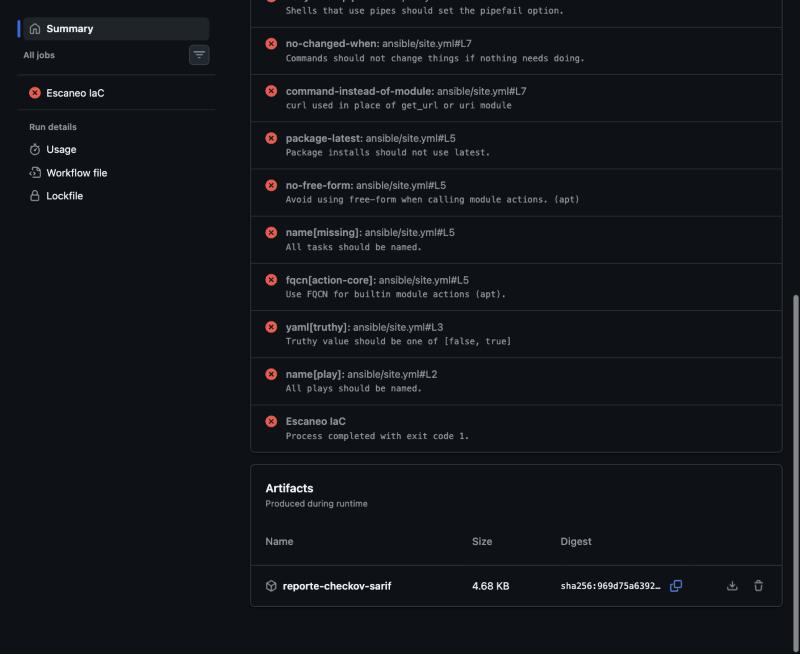 Summary
All jobs
Escaneo IaC
Run details
Usage
Workflow file
Lockfile
Shells that use pipes should set the pipefail option.
no-changed-when: ansible/site.yml#L7
Commands should not change things if nothing needs doing.
command-instead-of-module: ansible/site.yml#L7
curl used in place of get_url or uri module
package-latest: ansible/site.yml#L5
Package installs should not use latest.
no-free-form: ansible/site.yml#L5
Avoid using free-form when calling module actions. (apt)
name[missing]: ansible/site.yml#L5
All tasks should be named.
fqcn[action-core]: ansible/site.yml#L5
Use FQCN for builtin module actions (apt).
yaml[truthy]: ansible/site.yml#L3
Truthy value should be one of [false, true]
name[play]: ansible/site.yml#L2
All plays should be named.
Escaneo IaC
Process completed with exit code 1.
Artifacts
Produced during runtime
Name Size Digest
reporte-checkov-sarif 4.68 KB sha256:969d75a6392…